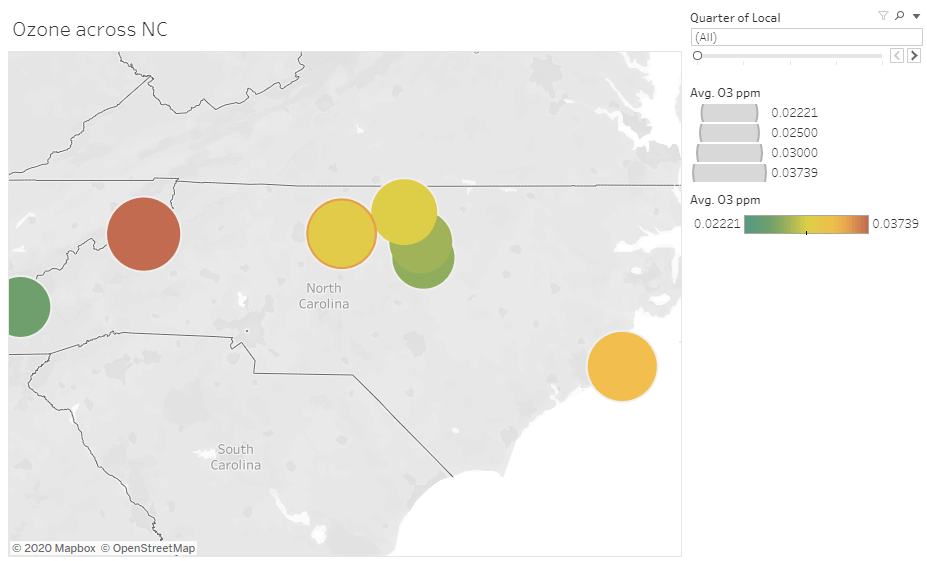 Ozone across NC
North
Carolina
South
Carolina
© 2020 Mapbox © OpenStreetMap
Quarter of Local
(All)
Avg. O3 ppm
0.02221
0.02500
0.03000
0.03739
Avg. O3 ppm
0.02221 0.03739